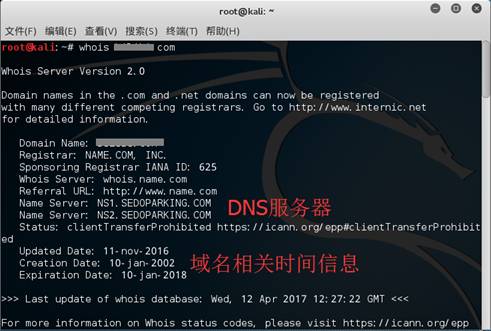 root@kali: ~
文件(F) 编辑(E) 查看(V) 搜索(S) 终端(T) 帮助(H)
root@kali:~# whois com
Whois Server Version 2.0
Domain names in the .com and .net domains can now be registered
with many different competing registrars. Go to http://www.internic.net
for detailed information.
Domain Name:
Registrar: NAME.COM, INC.
Sponsoring Registrar IANA ID: 625
Whois Server: whois.name.com
Referral URL: http://www.name.com
Name Server: NS1.SEDOPARKING.COM
Name Server: NS2.SEDOPARKING.COM
DNS服务器
Status: clientTransferProhibited https://icann.org/epp#clientTransferProhibit
ed
Updated Date: 11-nov-2016
Creation Date: 10-jan-2002
Expiration Date: 10-jan-2018
域名相关时间信息
>>> Last update of whois database: Wed, 12 Apr 2017 12:27:22 GMT <<<
For more information on Whois status codes, please visit https://icann.org/epp